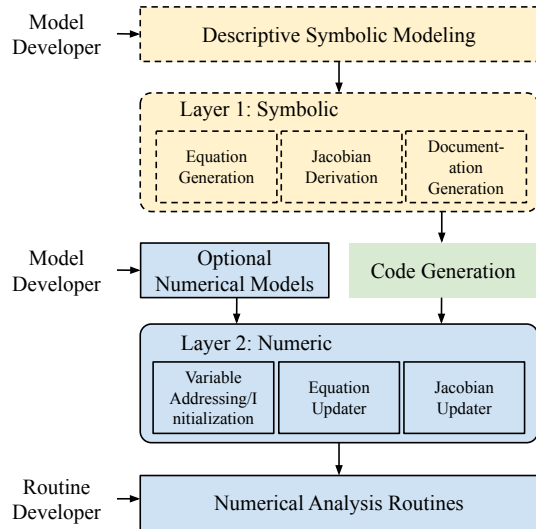 Model
Developer
Descriptive Symbolic Modeling
Layer 1: Symbolic
Equation
Generation
Jacobian
Derivation
Document-
ation
Generation
Model
Developer
Optional
Numerical Models
Code Generation
Layer 2: Numeric
Variable
Addressing/I
nitialization
Equation
Updater
Jacobian
Updater
Routine
Developer
Numerical Analysis Routines